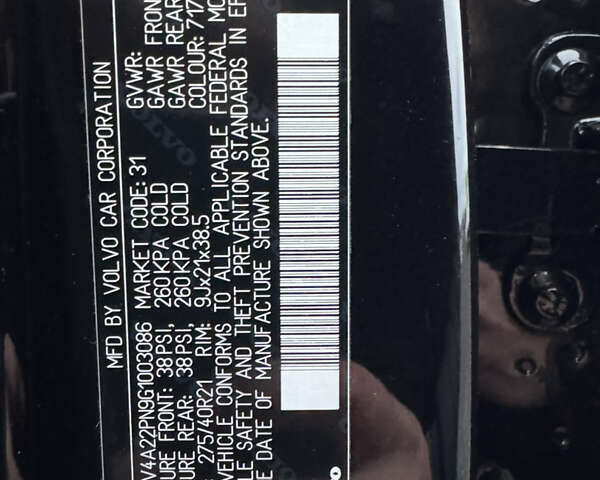 MFD BY VOLVO CAR CORPORATION
V4A22PN9G1003086 MARKET CODE: 31 GVWR:
URE FRONT: 38PSI, 260KPA COLD GAWR FRON
URE REAR: 38PSI, 260KPA COLD GAWR REAR
275/40R21 RIM: 9Jx21x38.5 COLOUR: 717
VEHICLE CONFORMS TO ALL APPLICABLE FEDERAL MO
LE SAFETY AND THEFT PREVENTION STANDARDS IN EF
E DATE OF MANUFACTURE SHOWN ABOVE.
VOLVO